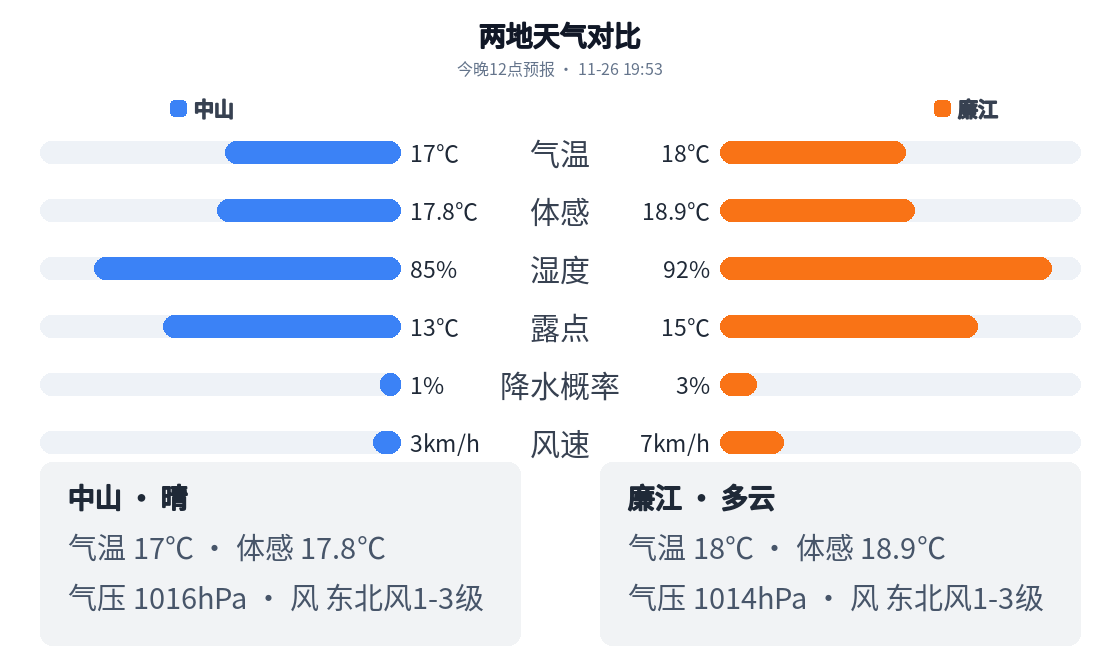 两地天气对比
今晚12点预报 • 11-26 19:53
中山 廉江
17℃ 气温 18℃
17.8℃ 体感 18.9℃
85% 湿度 92%
13℃ 露点 15℃
1% 降水概率 3%
3km/h 风速 7km/h
中山 • 晴
气温 17℃ • 体感 17.8℃
气压 1016hPa • 风 东北风1-3级
廉江 • 多云
气温 18℃ • 体感 18.9℃
气压 1014hPa • 风 东北风1-3级